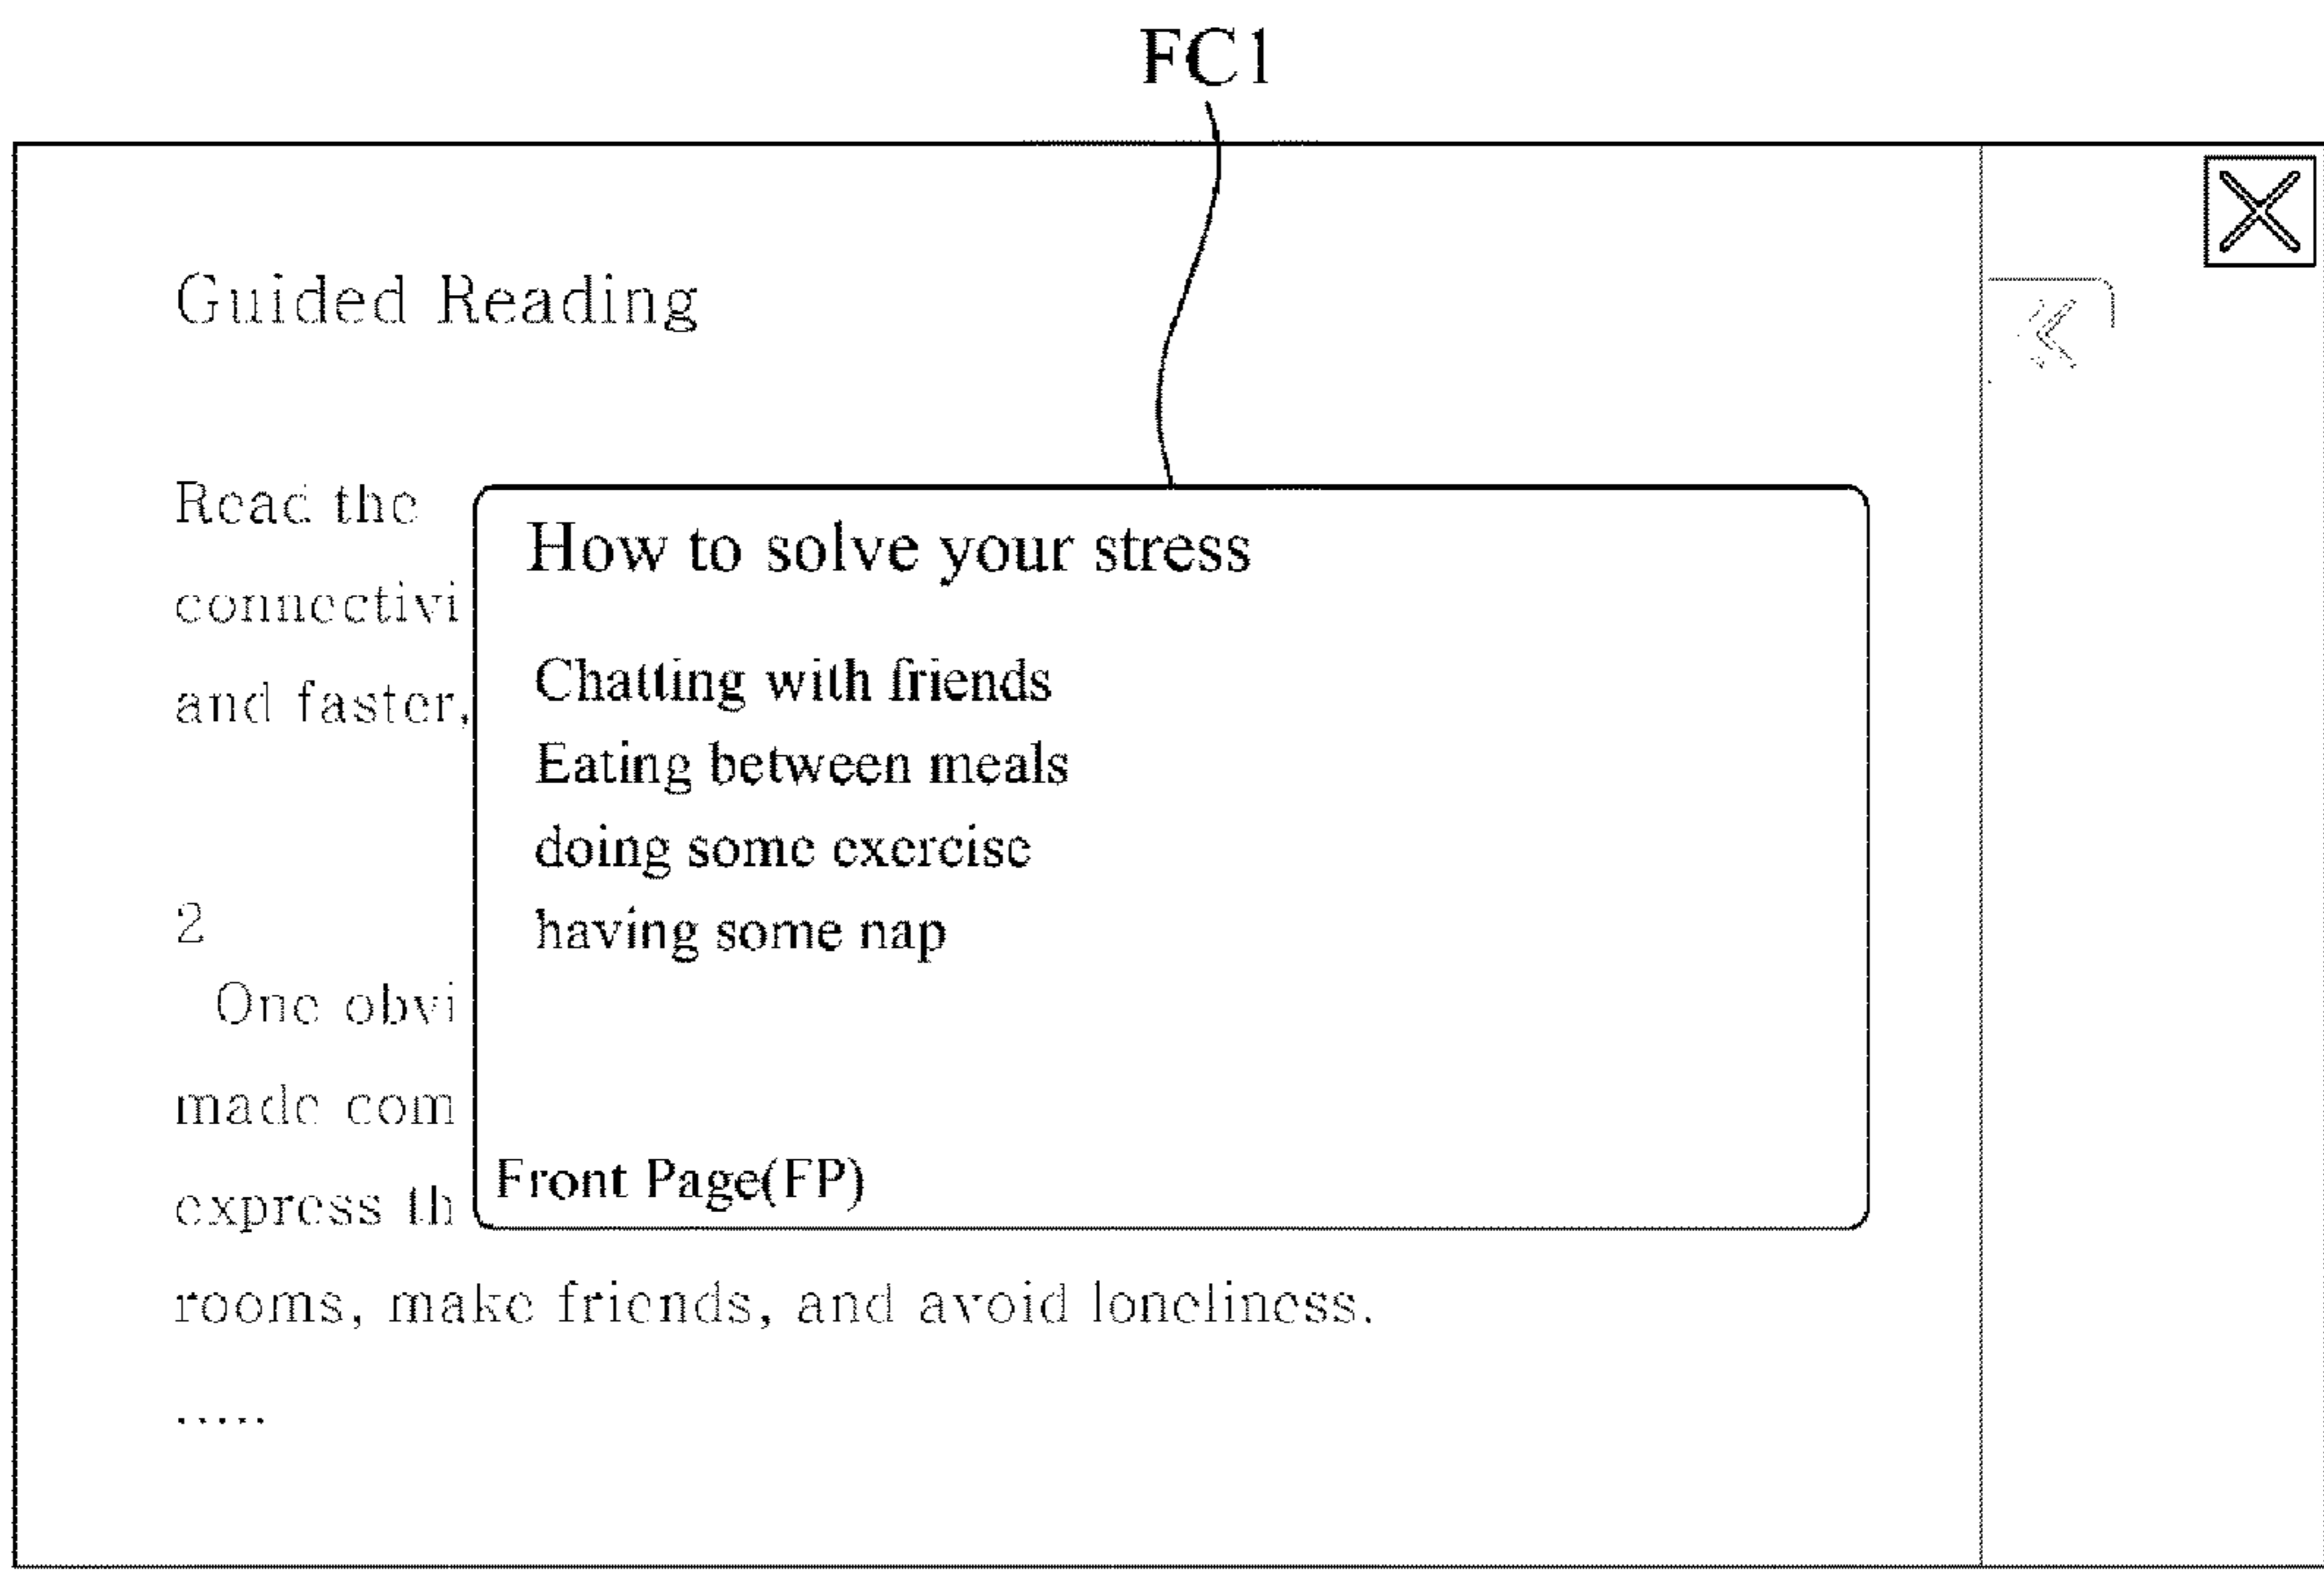 FC1
Guided Reading
Read the
connectivi
and faster,
2
One obvi
made com
express th
rooms, make friends, and avoid loneliness.
.....
How to solve your stress
Chatting with friends
Eating between meals
doing some exercise
having some nap
Front Page(FP)